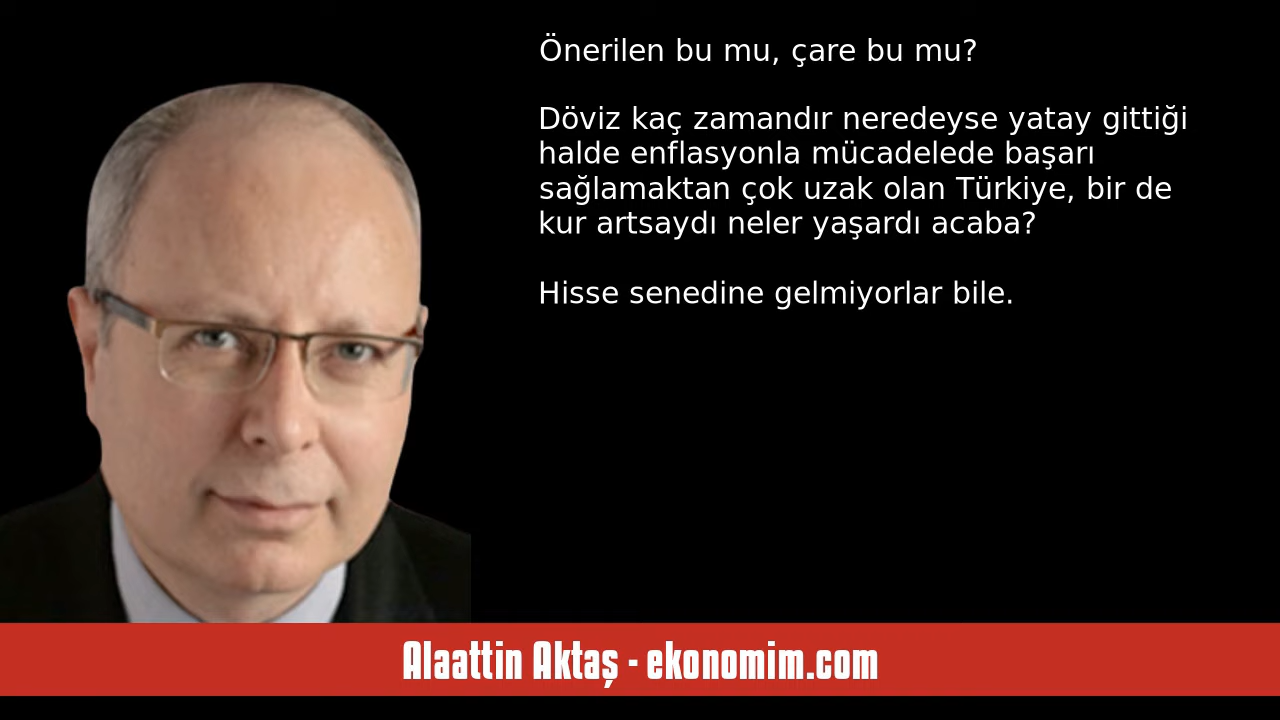 Önerilen bu mu, çare bu mu?
Döviz kaç zamandır neredeyse yatay gittiği
halde enflasyonla mücadelede başarı
sağlamaktan çok uzak olan Türkiye, bir de
kur artsaydı neler yaşardı acaba?
Hisse senedine gelmiyorlar bile.
Alaattin Aktaş - ekonomim.com